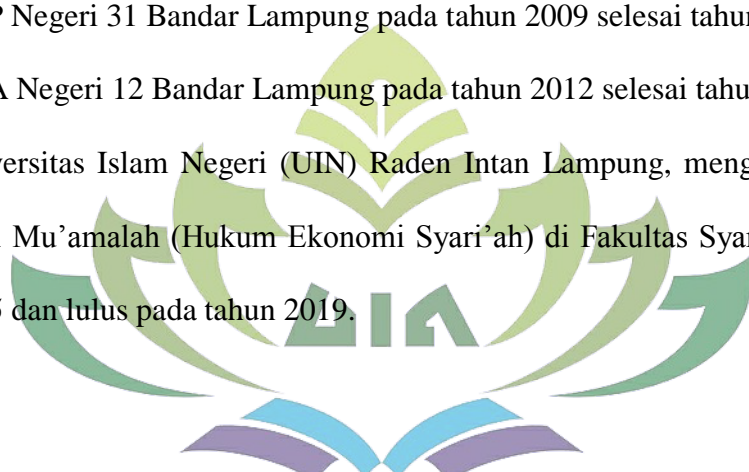 P Negeri 31 Bandar Lampung pada tahun 2009 selesai tahun
A Negeri 12 Bandar Lampung pada tahun 2012 selesai tahu
versitas Islam Negeri (UIN) Raden Intan Lampung, meng
Mu’amalah (Hukum Ekonomi Syari’ah) di Fakultas Syar
dan lulus pada tahun 2019.
UIN